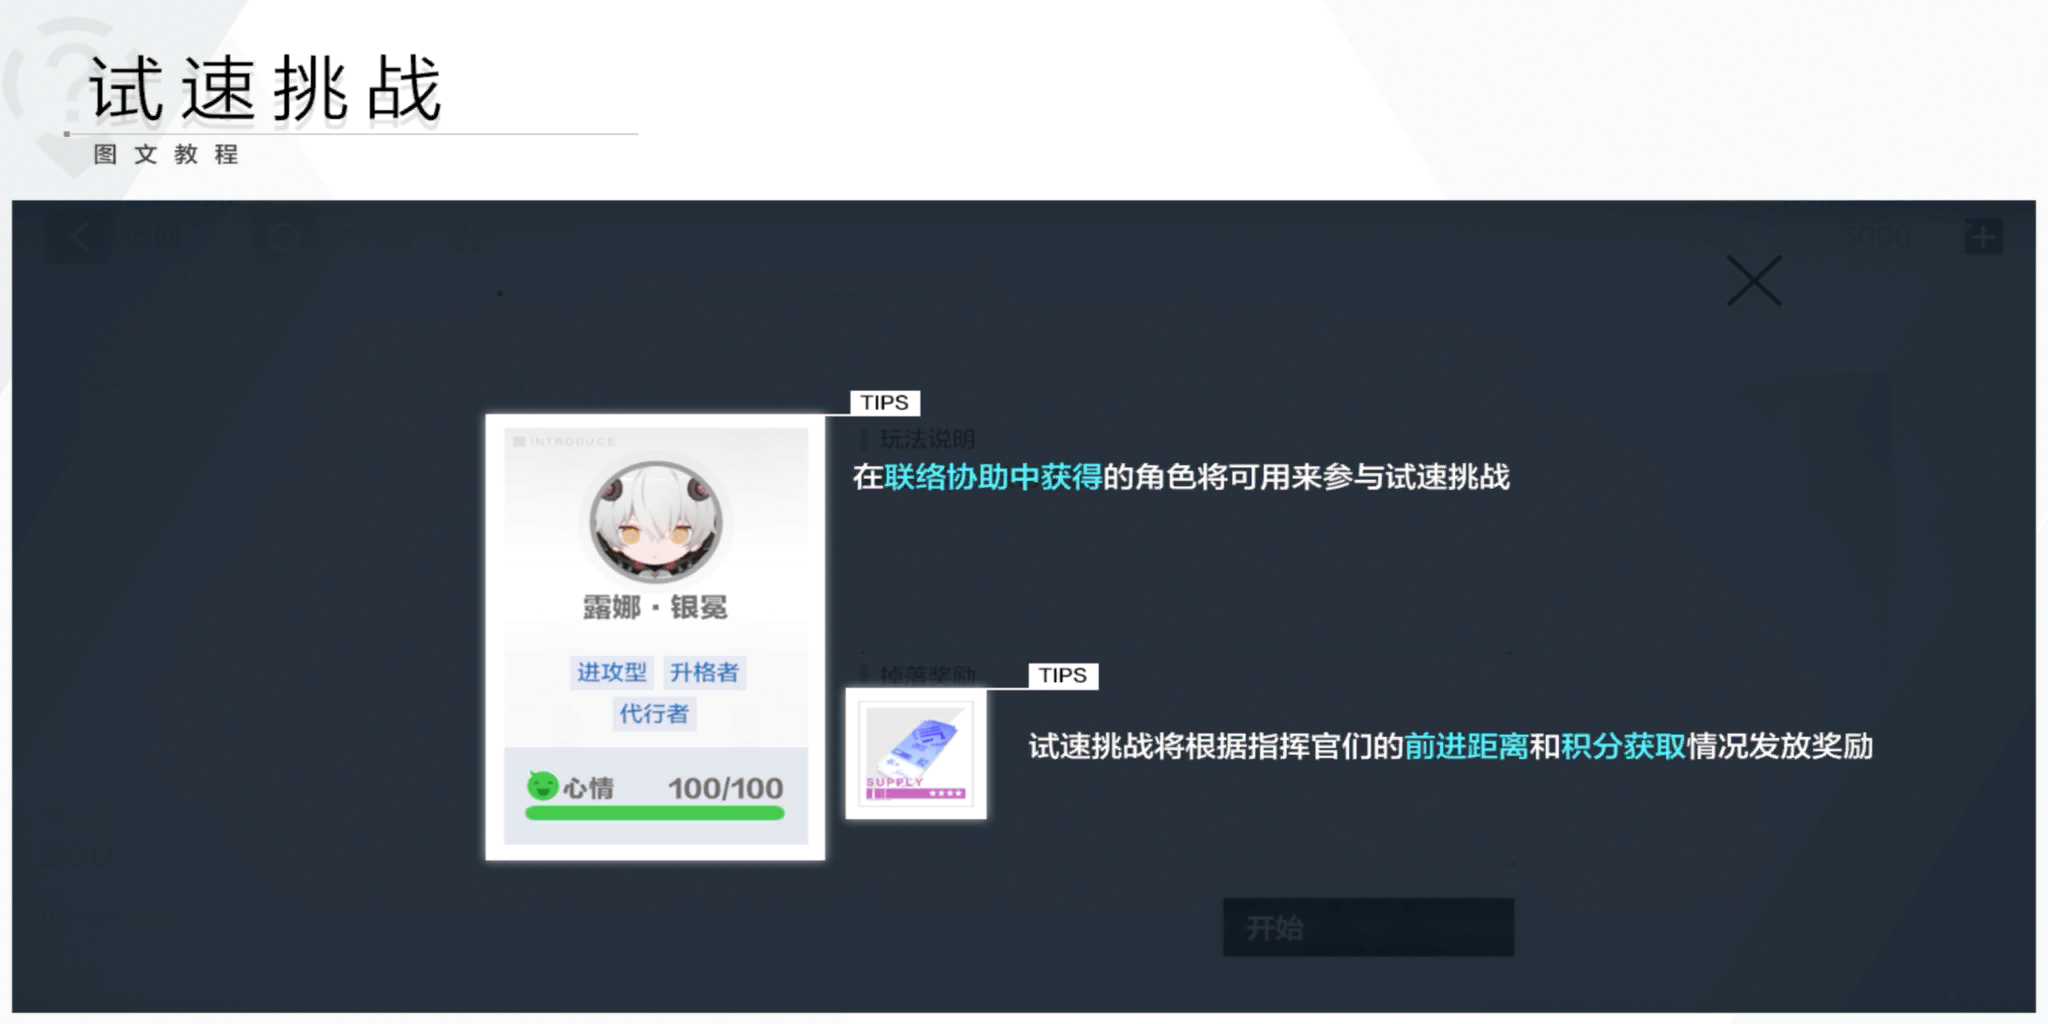 试速挑战
图文教程
返回
5000
TIPS
INTRODUCE
玩法说明
在联络协助中获得的角色将可用来参与试速挑战
露娜·银冕
进攻型 升格者
代行者
心情 100/100
掉落奖励
TIPS
SUPPLY
试速挑战将根据指挥官们的前进距离和积分获取情况发放奖励
开始